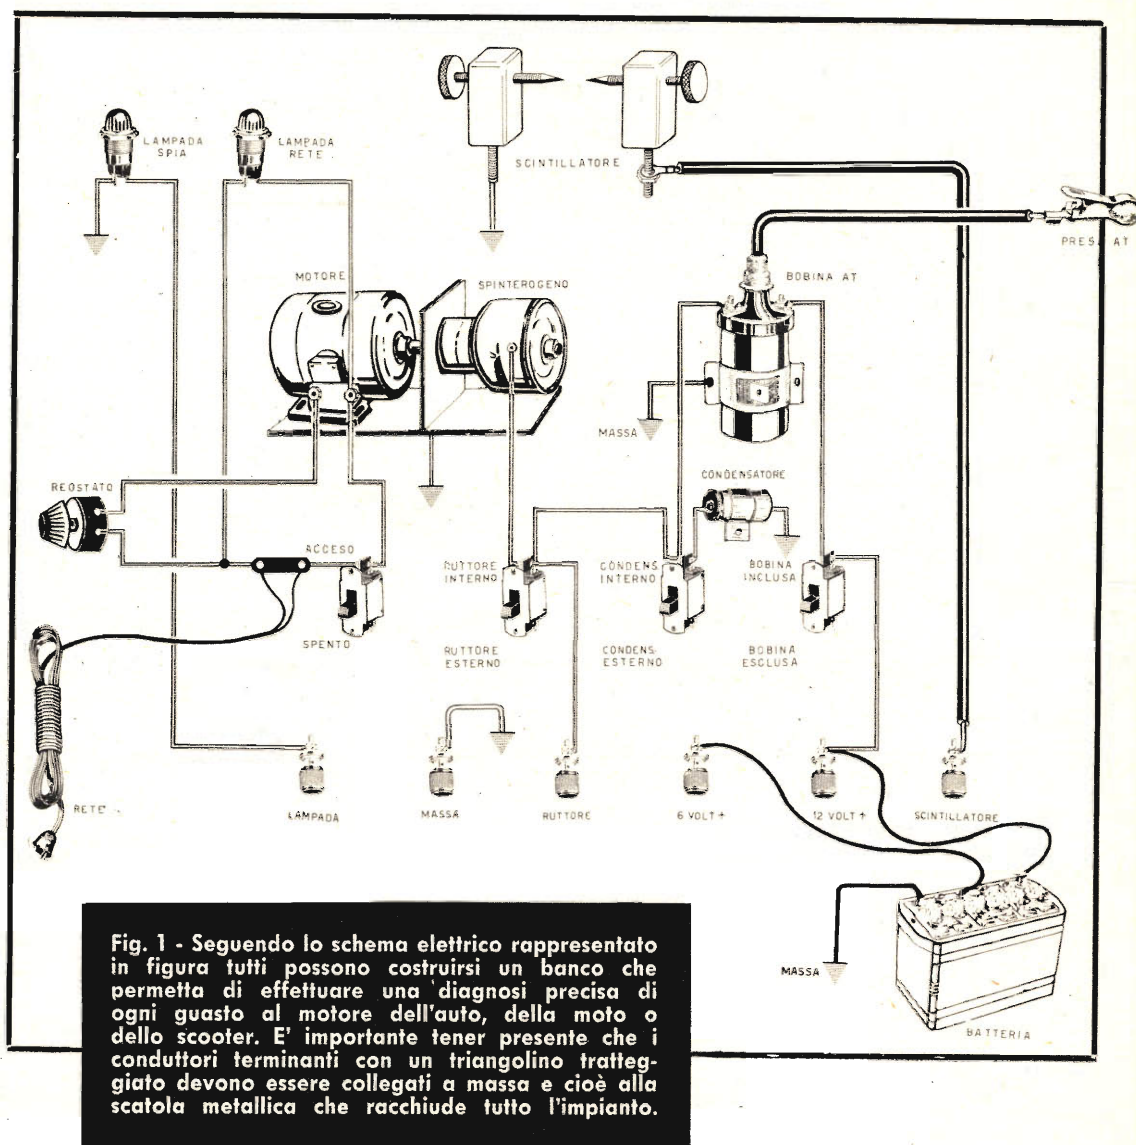 LAMPADA
SPIA
LAMPADA
RETE
SCINTILLATORE
PRESA AT
MOTORE
SPINTEROGENO
BOBINA AT
MASSA
REOSTATO
CONDENSATORE
ACCESO
RUTTORE
INTERNO
CONDENS.
INTERNO
BOBINA
INCLUSA
SPENTO
RUTTORE
ESTERNO
CONDENS.
ESTERNO
BOBINA
ESCLUSA
RETE
LAMPADA
MASSA
RUTTORE
6 VOLT +
12 VOLT +
SCINTILLATORE
MASSA
BATTERIA
Fig. 1 - Seguendo lo schema elettrico rappresentato
in figura tutti possono costruirsi un banco che
permetta di effettuare una diagnosi precisa di
ogni guasto al motore dell'auto, della moto o
dello scooter. E' importante tener presente che i
conduttori terminanti con un triangolino tratteg-
giato devono essere collegati a massa e cioè alla
scatola metallica che racchiude tutto l'impianto.